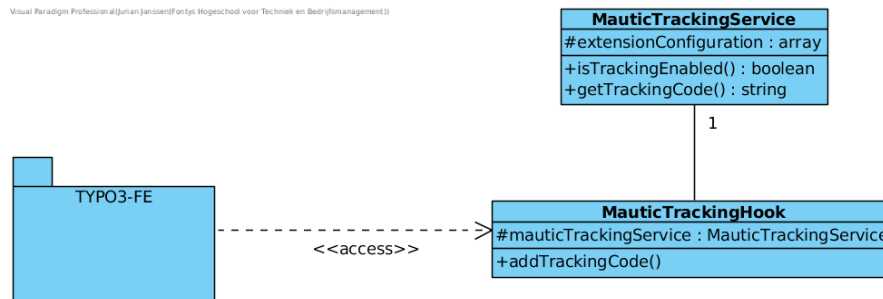 Visual Paradigm Professional(Jurian Janssen(Fontys Hogeschool voor Techniek en Bedrijfsmanagement))
MauticTrackingService
#extensionConfiguration : array
+isTrackingEnabled() : boolean
+getTrackingCode() : string
1
TYPO3-FE
<<access>>
MauticTrackingHook
#mauticTrackingService : MauticTrackingService
+addTrackingCode()